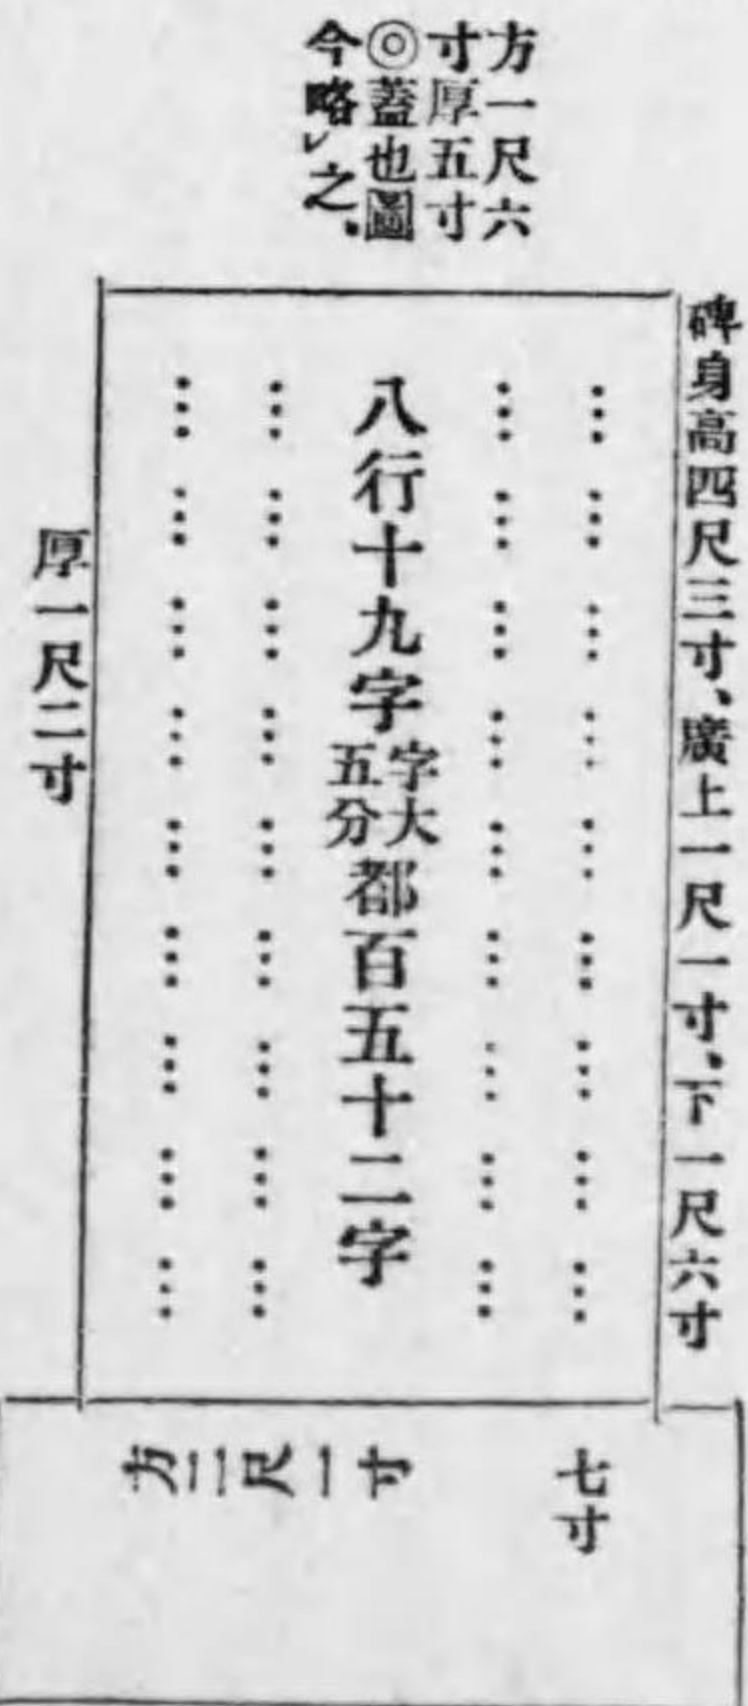 方一尺六
寸厚五寸
◎蓋也圖
今略㆑之、
碑身高四尺三寸、廣上一尺一寸、下一尺六寸
八行十九字字大五分都百五十二字
厚一尺二寸
七寸
方二尺一寸